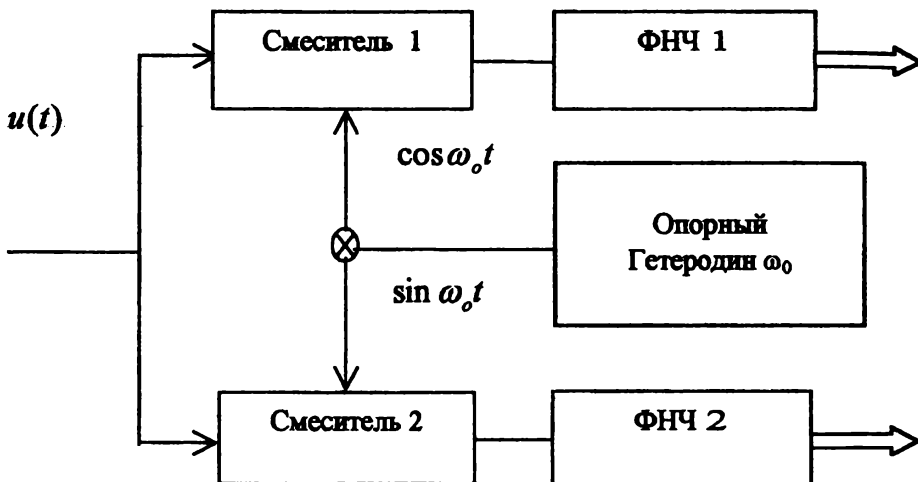 Смеситель 1
ФНЧ 1
u(t)
cos ω₀t
Опорный
Гетеродин ω₀
sin ω₀t
Смеситель 2
ФНЧ 2